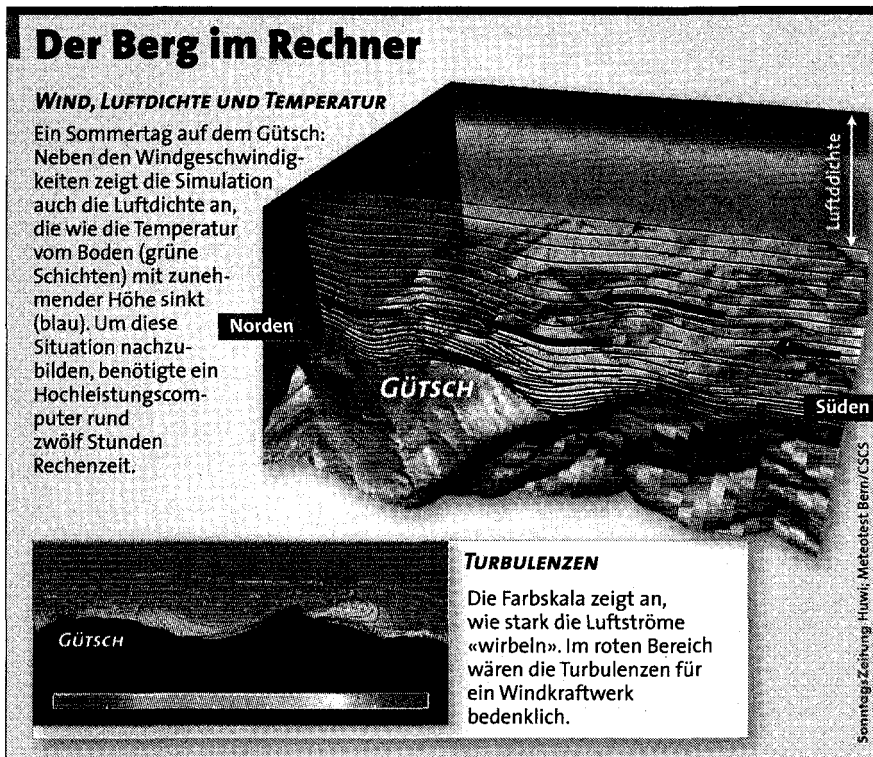 Der Berg im Rechner
WIND, LUFTDICHTE UND TEMPERATUR
Ein Sommertag auf dem Gütsch:
Neben den Windgeschwindig-
keiten zeigt die Simulation
auch die Luftdichte an,
die wie die Temperatur
vom Boden (grüne
Schichten) mit zuneh-
mender Höhe sinkt
(blau). Um diese
Situation nachzu-
bilden, benötigte ein
Hochleistungscom-
puter rund
zwölf Stunden
Rechenzeit.
Luftddichte
Norden
GÜTSCH
Süden
GÜTSCH
TURBULENZEN
Die Farbskala zeigt an,
wie stark die Luftströme
«wirbeln». Im roten Bereich
wären die Turbulenzen für
ein Windkraftwerk
bedenklich.
SonntagsZeitung Huwi; Meteotest Bern/CSCS